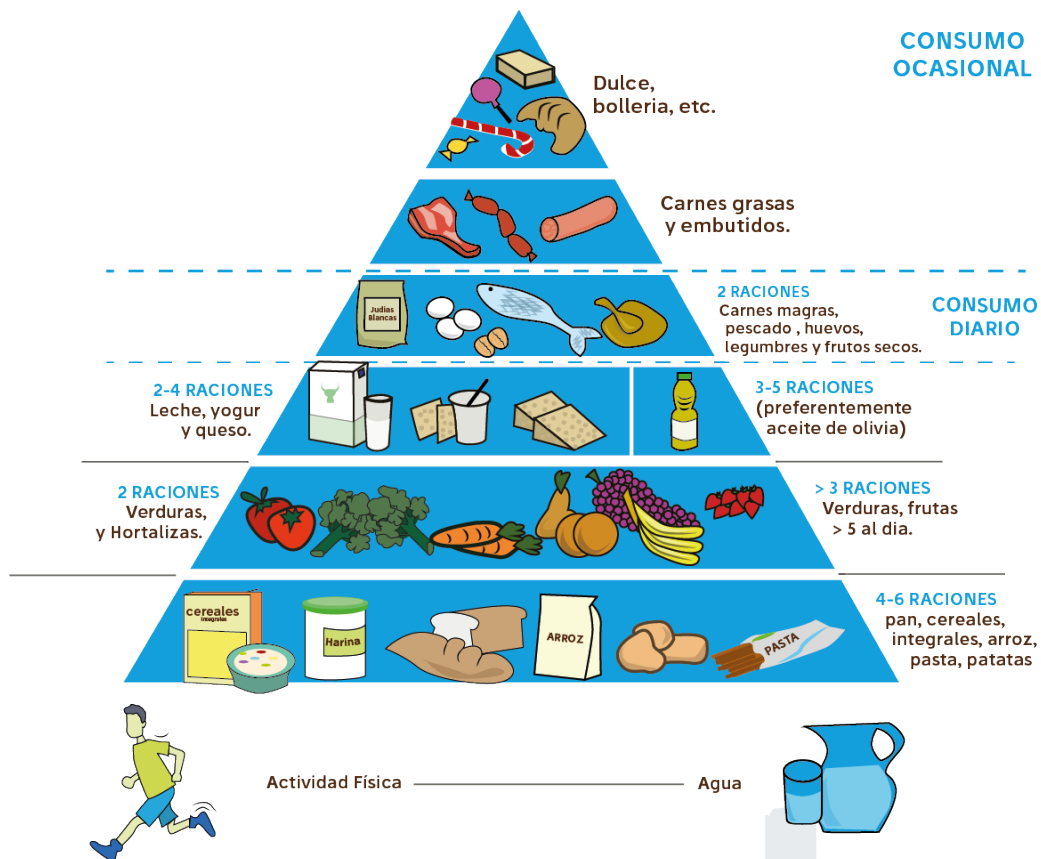 CONSUMO
OCASIONAL
Dulce,
bolleria, etc.
Carnes grasas
y embutidos.
2 RACIONES
Carnes magras,
pescado , huevos,
legumbres y frutos secos.
CONSUMO
DIARIO
Judias
Blancas
2-4 RACIONES
Leche, yogur
y queso.
3-5 RACIONES
(preferentemente
aceite de olivia)
2 RACIONES
Verduras,
y Hortalizas.
> 3 RACIONES
Verduras, frutas
> 5 al dia.
4-6 RACIONES
pan, cereales,
integrales, arroz,
pasta, patatas
cereales
Integrales
Harina
ARROZ
PASTA
Actividad Física
Agua